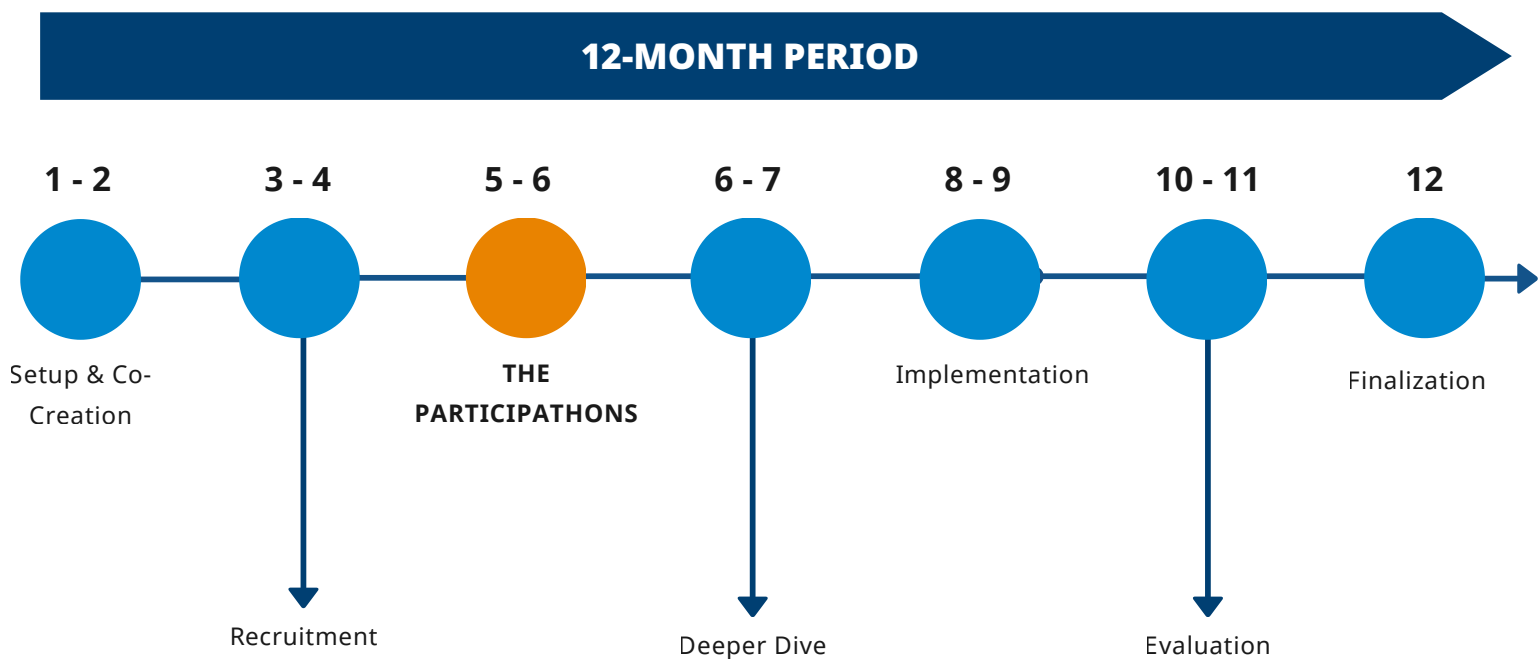 12-MONTH PERIOD
1 - 2
3 - 4
5 - 6
6 - 7
8 - 9
10 - 11
12
Setup & Co-
Creation
THE
PARTICIPATHONS
Implementation
Finalization
Recruitment
Deeper Dive
Evaluation